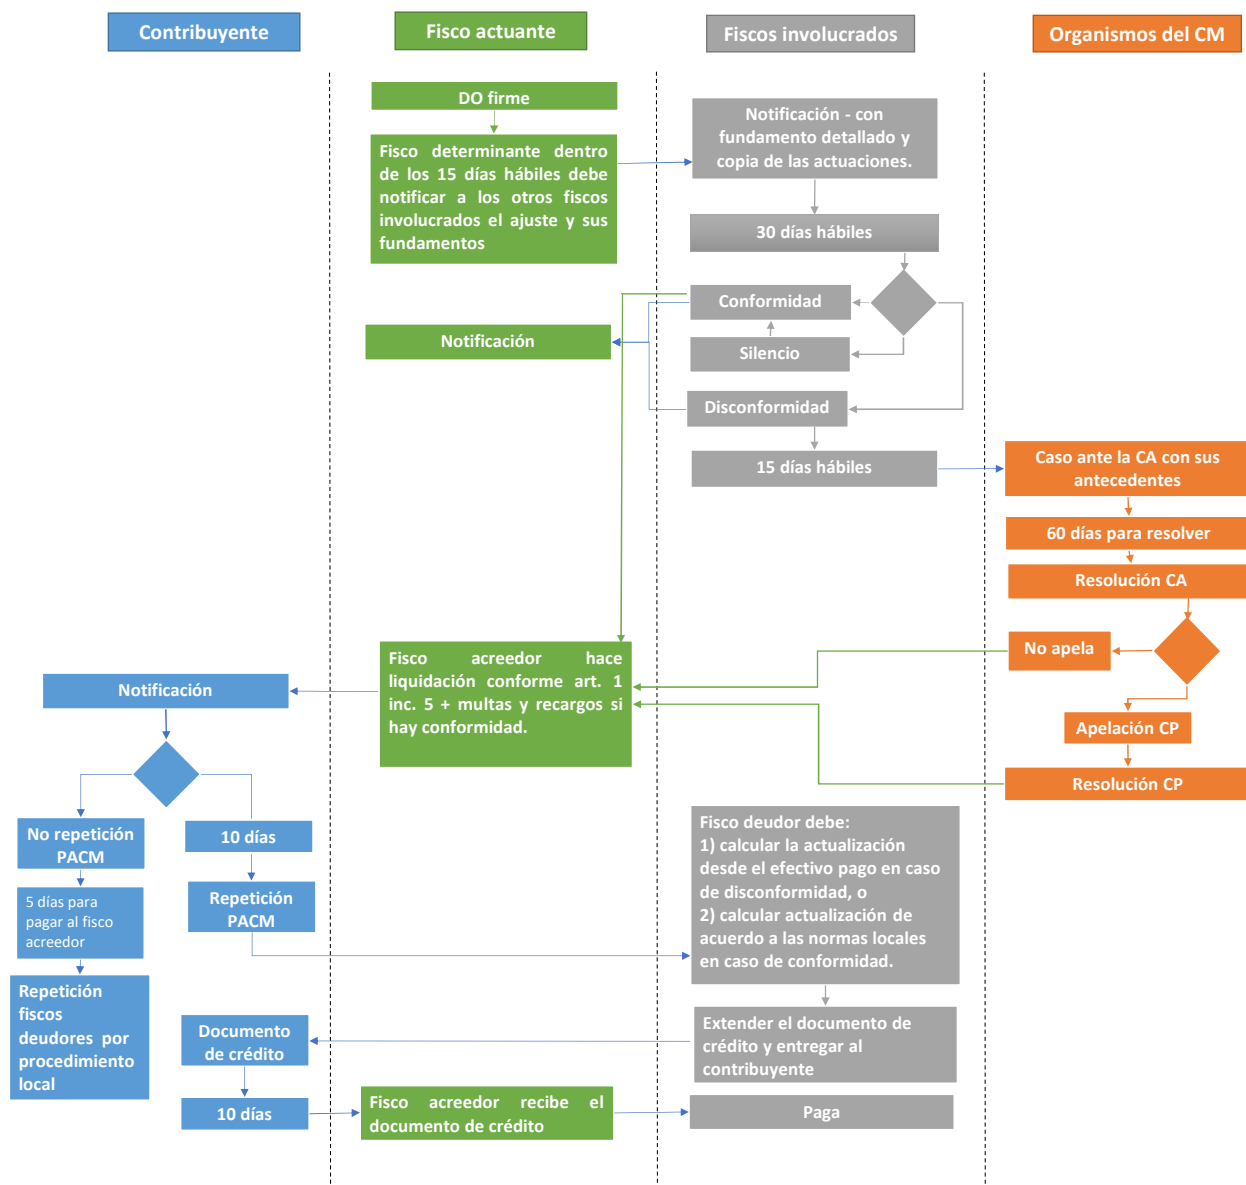 Contribuyente
Fisco actuante
Fiscos involucrados
Organismos del CM
DO firme
Fisco determinante dentro
de los 15 días hábiles debe
notificar a los otros fiscos
involucrados el ajuste y sus
fundamentos
Notificación - con
fundamento detallado y
copia de las actuaciones.
30 días hábiles
Conformidad
Silencio
Notificación
Disconformidad
15 días hábiles
Caso ante la CA con sus
antecedentes
60 días para resolver
Resolución CA
No apela
Apelación CP
Resolución CP
Fisco acreedor hace
liquidación conforme art. 1
inc. 5 + multas y recargos si
hay conformidad.
Notificación
No repetición
PACM
10 días
5 días para
pagar al fisco
acreedor
Repetición
PACM
Repetición
fiscos
deudores por
procedimiento
local
Fisco deudor debe:
1) calcular la actualización
desde el efectivo pago en caso
de disconformidad, o
2) calcular actualización de
acuerdo a las normas locales
en caso de conformidad.
Extender el documento de
crédito y entregar al
contribuyente
Documento
de crédito
10 días
Fisco acreedor recibe el
documento de crédito
Paga